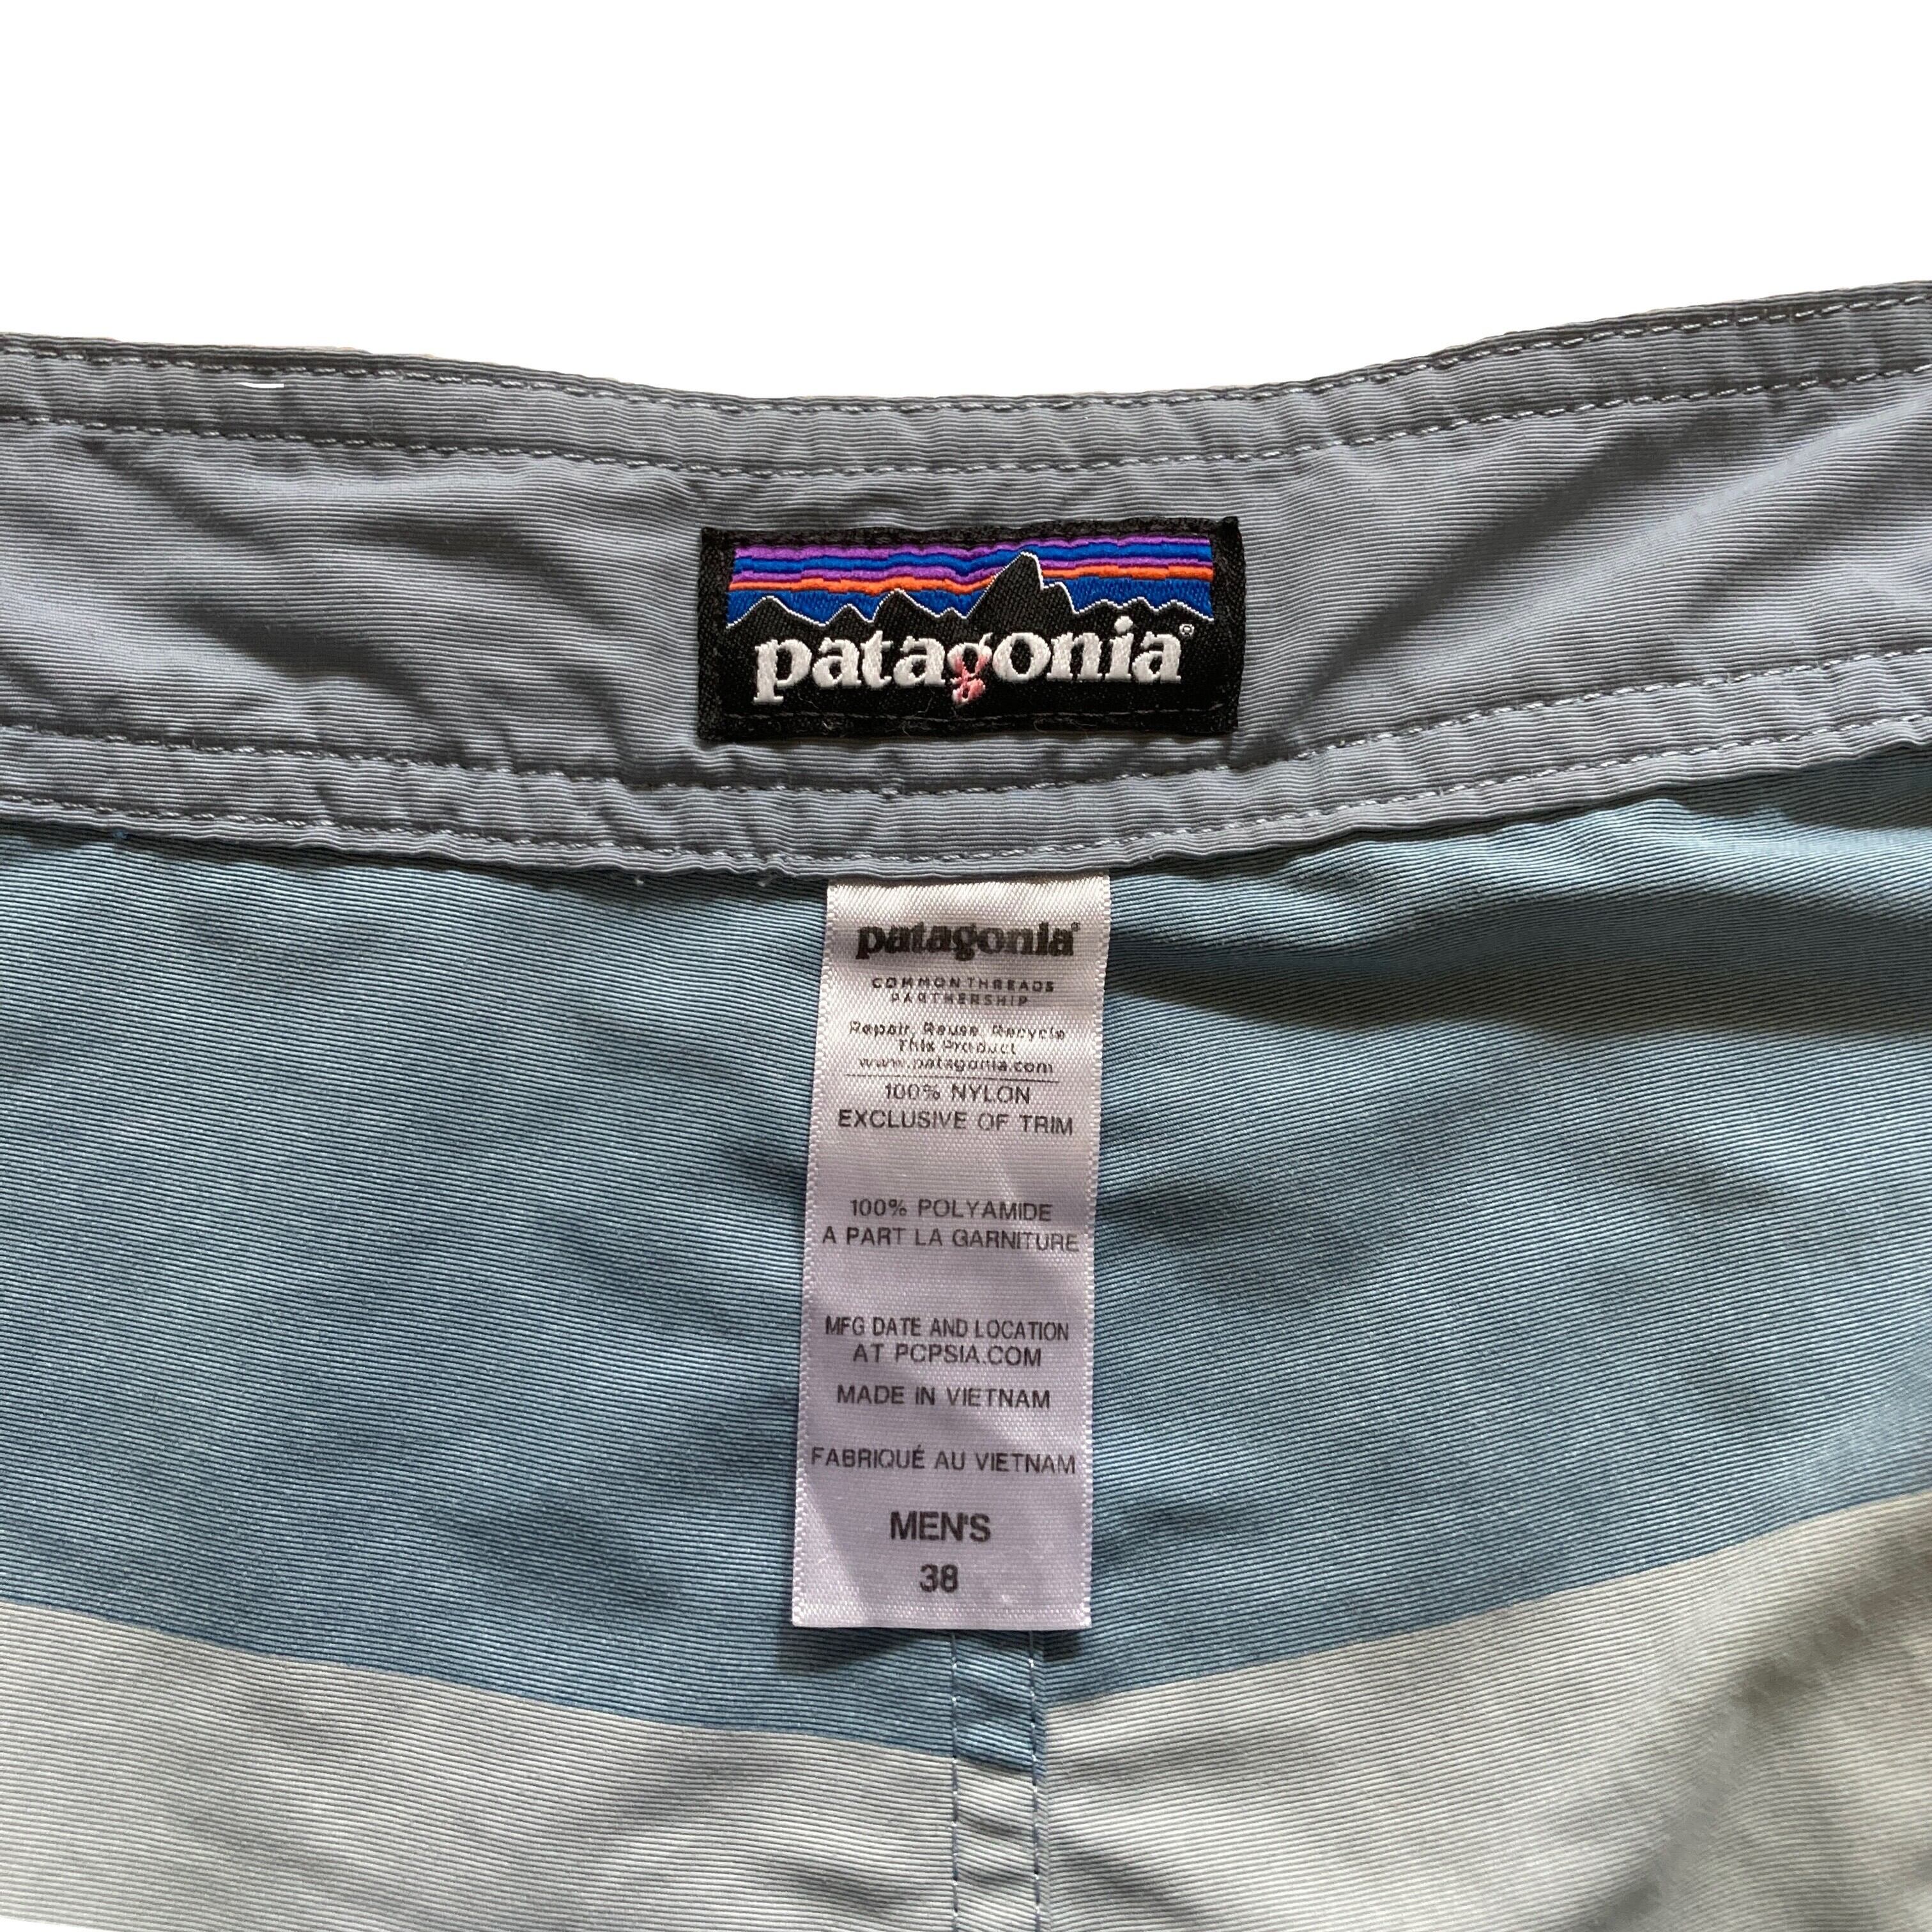 patagonia®
patagonia®
COMMON THREADS
PARTNERSHIP
Repair, Reuse, Recycle
This Product
www.patagonia.com
100% NYLON
EXCLUSIVE OF TRIM
100% POLYAMIDE
A PART LA GARNITURE
MFG DATE AND LOCATION
AT PCPSIA.COM
MADE IN VIETNAM
FABRIQUÉ AU VIETNAM
MEN'S
38